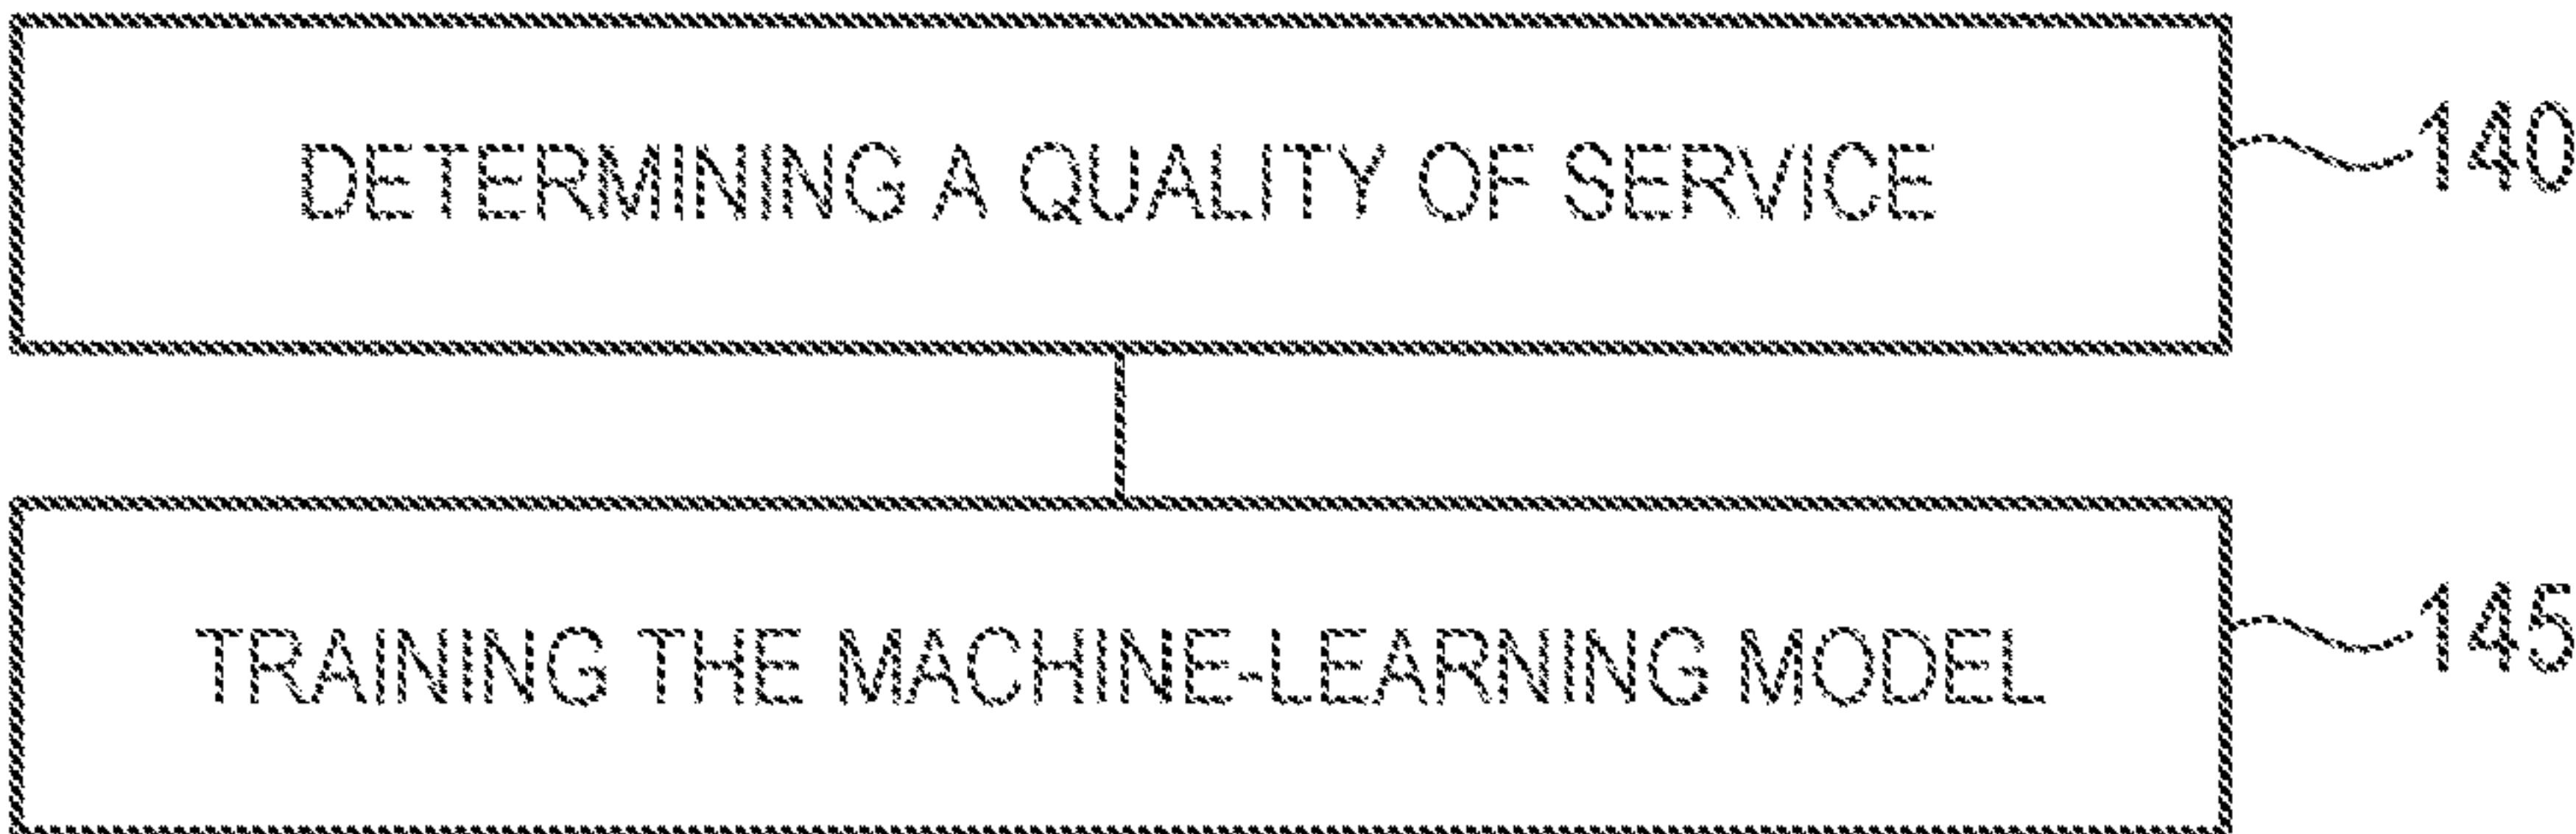 DETERMINING A QUALITY OF SERVICE
140
TRAINING THE MACHINE-LEARNING MODEL
145